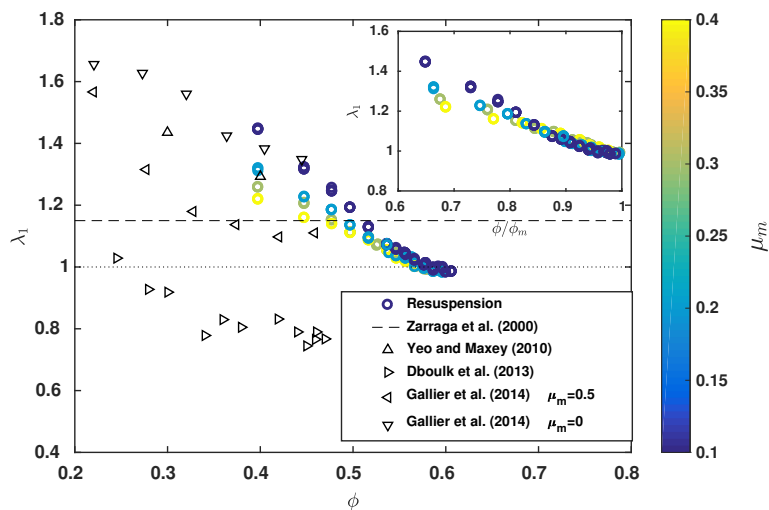 1.8
1.6
1.4
1.2
1
0.8
0.6
0.4
λ1
0.2 0.3 0.4 0.5 0.6 0.7 0.8
ϕ
1.6
1.4
1.2
1
0.8
λ1
0.6 0.7 0.8 0.9 1
ϕ/ϕm
Resuspension
Zarraga et al. (2000)
Yeo and Maxey (2010)
Dboulk et al. (2013)
Gallier et al. (2014) μm=0.5
Gallier et al. (2014) μm=0
0.4
0.35
0.3
0.25
0.2
0.15
0.1
μm